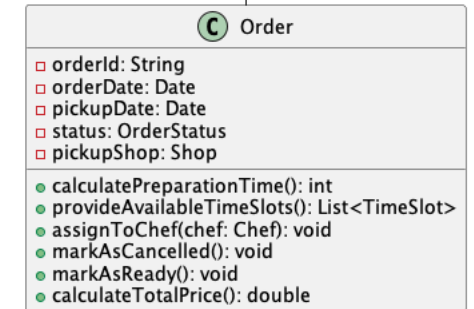 C Order
orderId: String
orderDate: Date
pickupDate: Date
status: OrderStatus
pickupShop: Shop
calculatePreparationTime(): int
provideAvailableTimeSlots(): List<TimeSlot>
assignToChef(chef: Chef): void
markAsCancelled(): void
markAsReady(): void
calculateTotalPrice(): double